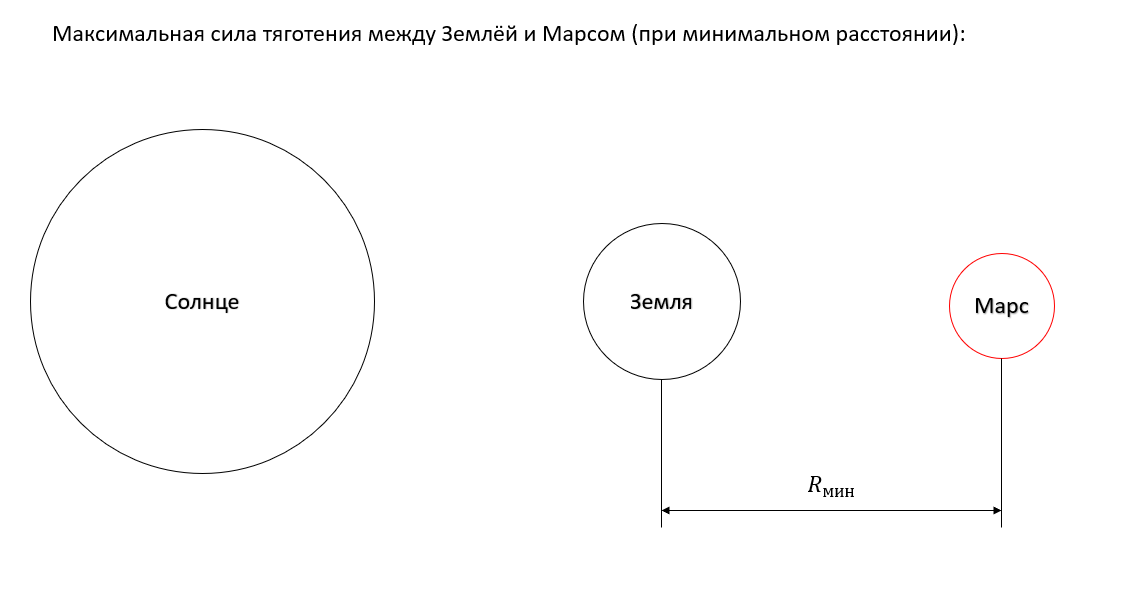 Максимальная сила тяготения между Землёй и Марсом (при минимальном расстоянии):
Солнце
Земля
Марс
Rмин